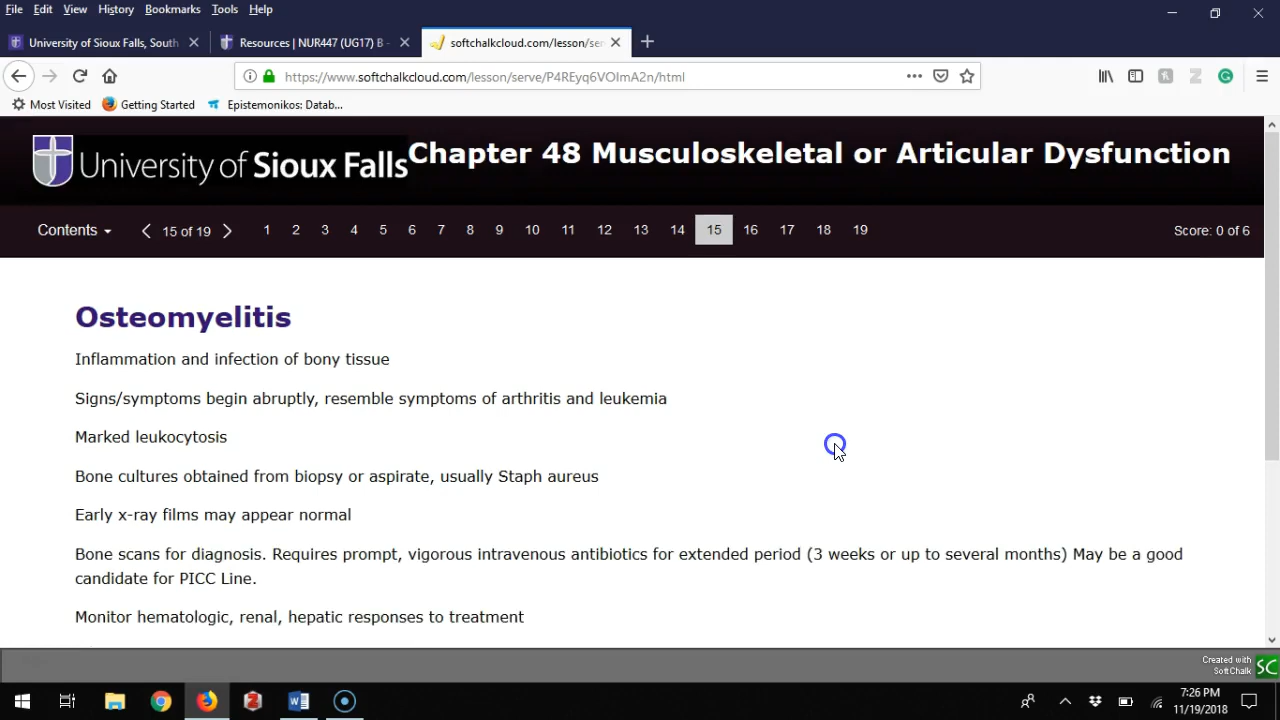 File Edit View History Bookmarks Tools Help
University of Sioux Falls, South
Resources | NUR447 (UG17) B -
softchalkcloud.com/lesson/ser
https://www.softchalkcloud.com/lesson/serve/P4REyq6VOlmA2n/html
Most Visited Getting Started Epistemonikos: Datab...
University of Sioux Falls
Chapter 48 Musculoskeletal or Articular Dysfunction
Contents 15 of 19 1 2 3 4 5 6 7 8 9 10 11 12 13 14 15 16 17 18 19 Score: 0 of 6
Osteomyelitis
Inflammation and infection of bony tissue
Signs/symptoms begin abruptly, resemble symptoms of arthritis and leukemia
Marked leukocytosis
Bone cultures obtained from biopsy or aspirate, usually Staph aureus
Early x-ray films may appear normal
Bone scans for diagnosis. Requires prompt, vigorous intravenous antibiotics for extended period (3 weeks or up to several months) May be a good
candidate for PICC Line.
Monitor hematologic, renal, hepatic responses to treatment
Created with
SoftChalk
SC
7:26 PM
11/19/2018